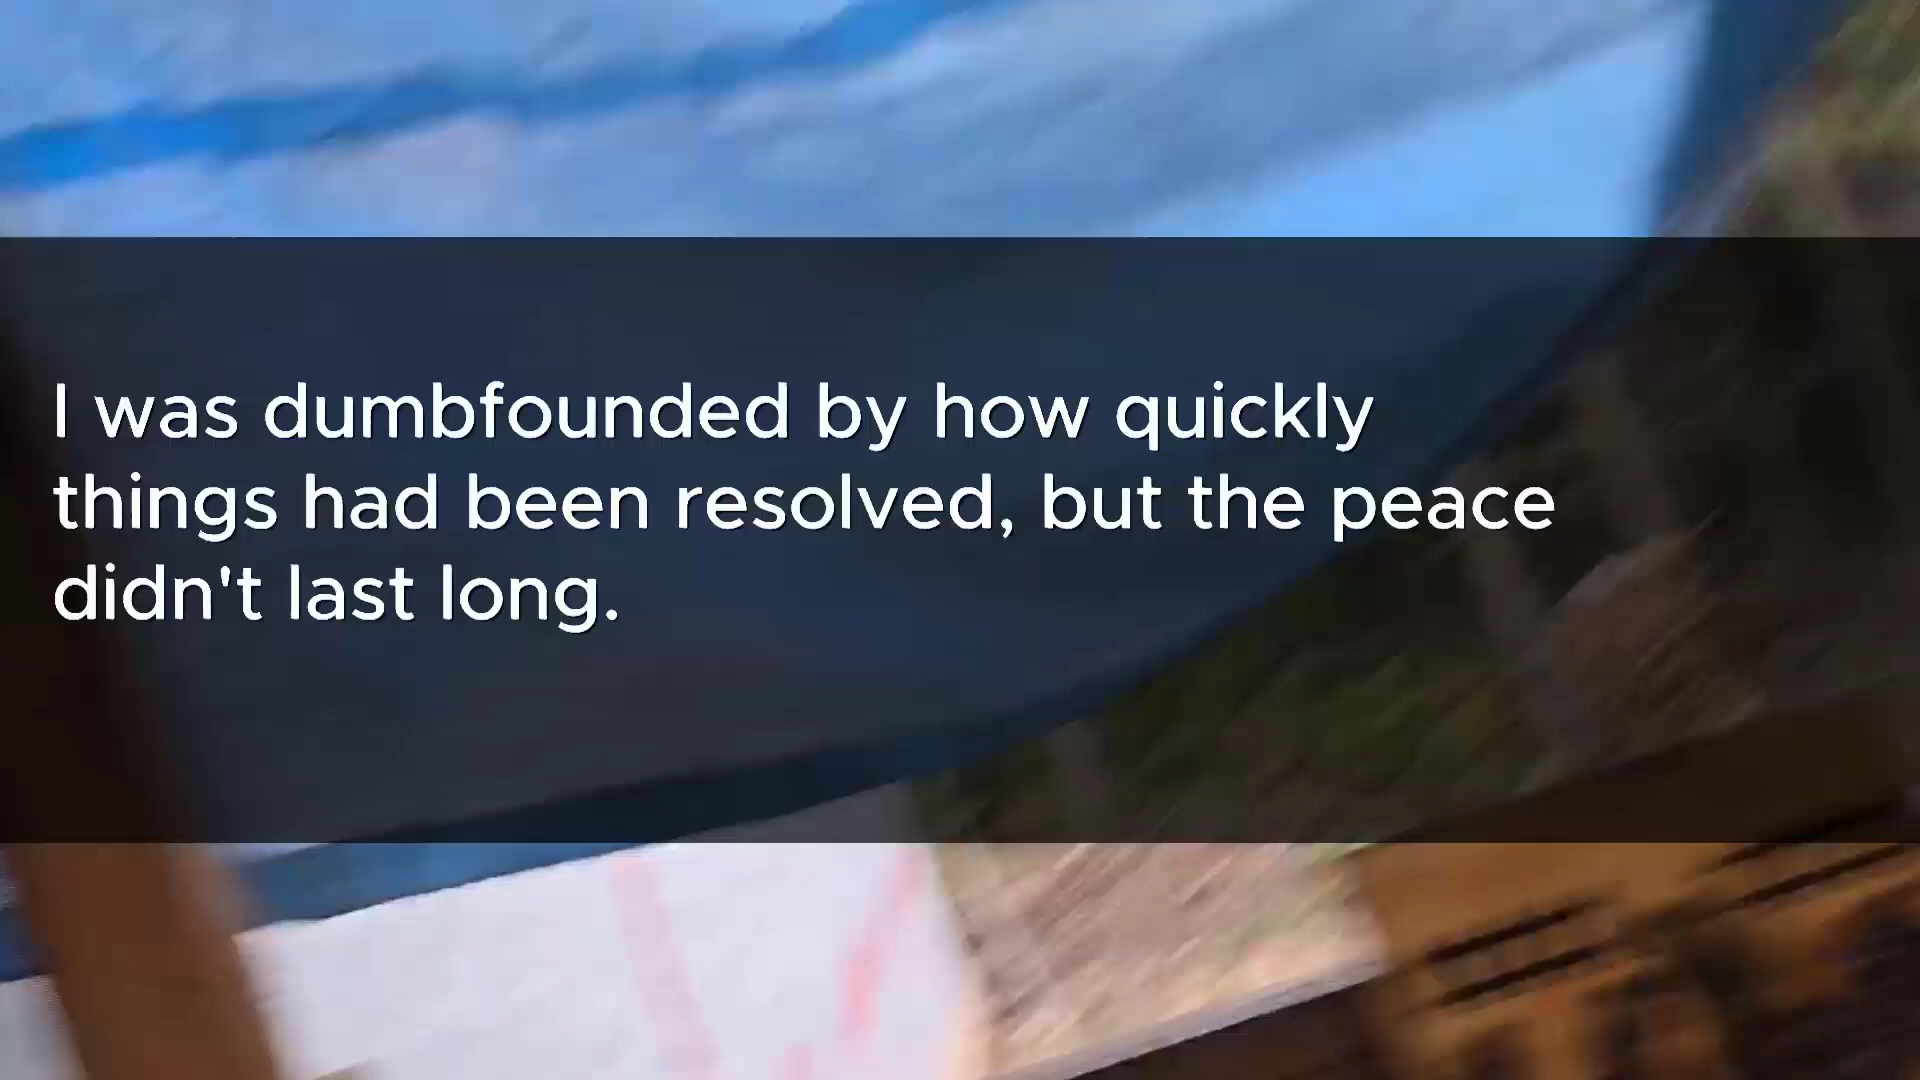 I was dumbfounded by how quickly
things had been resolved, but the peace
didn't last long.